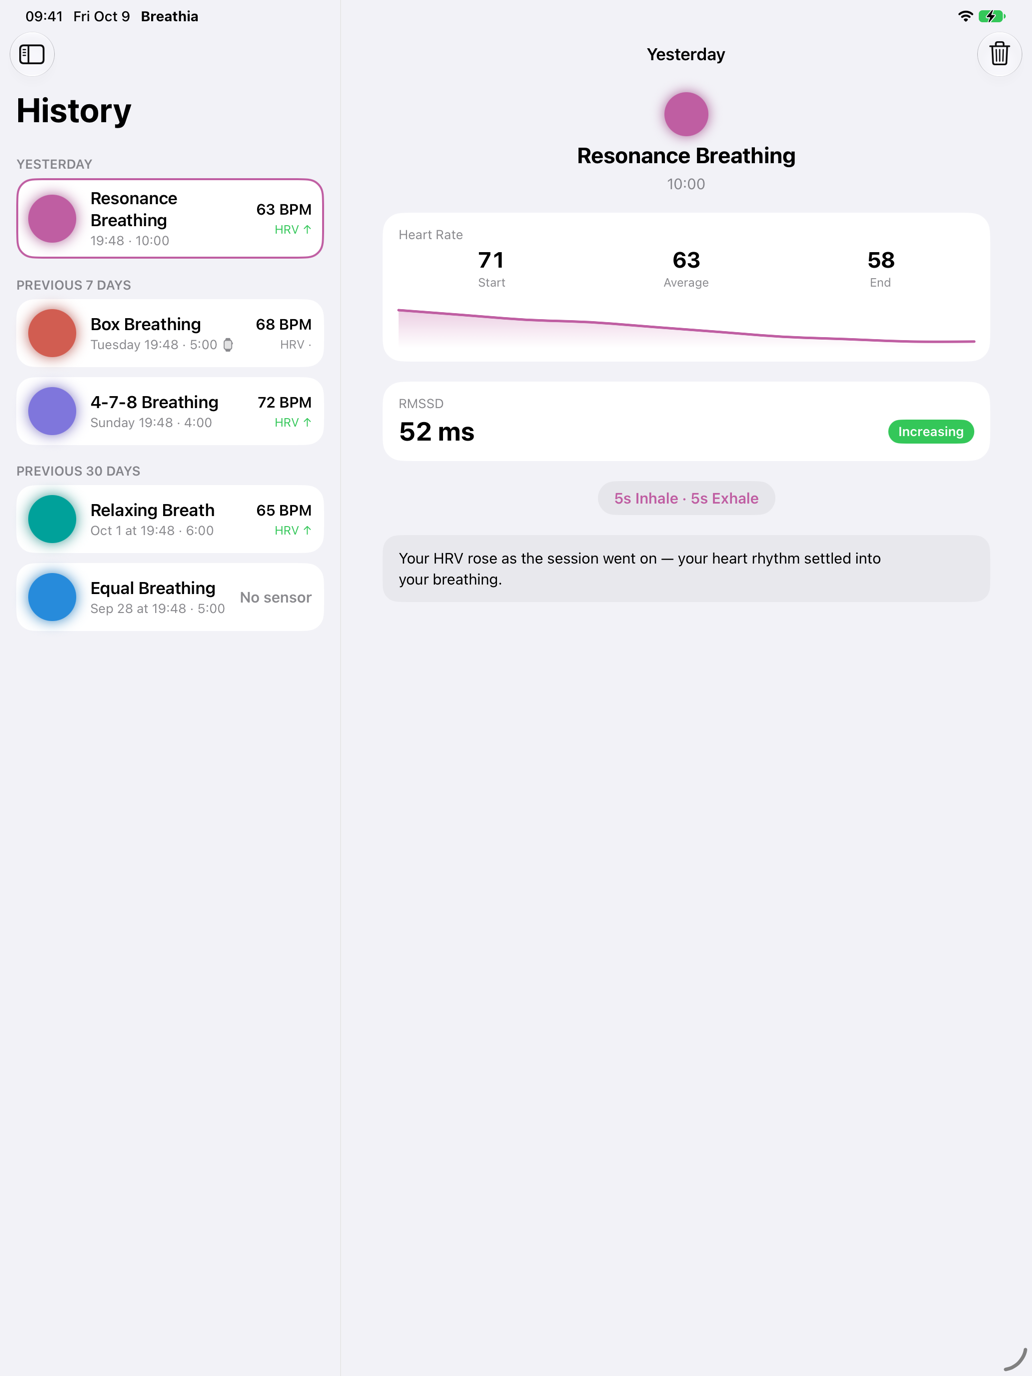 09:41 Fri Oct 9 Breathia
History
YESTERDAY
Resonance
Breathing
19:48 · 10:00
63 BPM
HRV ↑
PREVIOUS 7 DAYS
Box Breathing
Tuesday 19:48 · 5:00
68 BPM
HRV ·
4-7-8 Breathing
Sunday 19:48 · 4:00
72 BPM
HRV ↑
PREVIOUS 30 DAYS
Relaxing Breath
Oct 1 at 19:48 · 6:00
65 BPM
HRV ↑
Equal Breathing
Sep 28 at 19:48 · 5:00
No sensor
Yesterday
Resonance Breathing
10:00
Heart Rate
71 63 58
Start Average End
RMSSD
52 ms
Increasing
5s Inhale · 5s Exhale
Your HRV rose as the session went on — your heart rhythm settled into
your breathing.